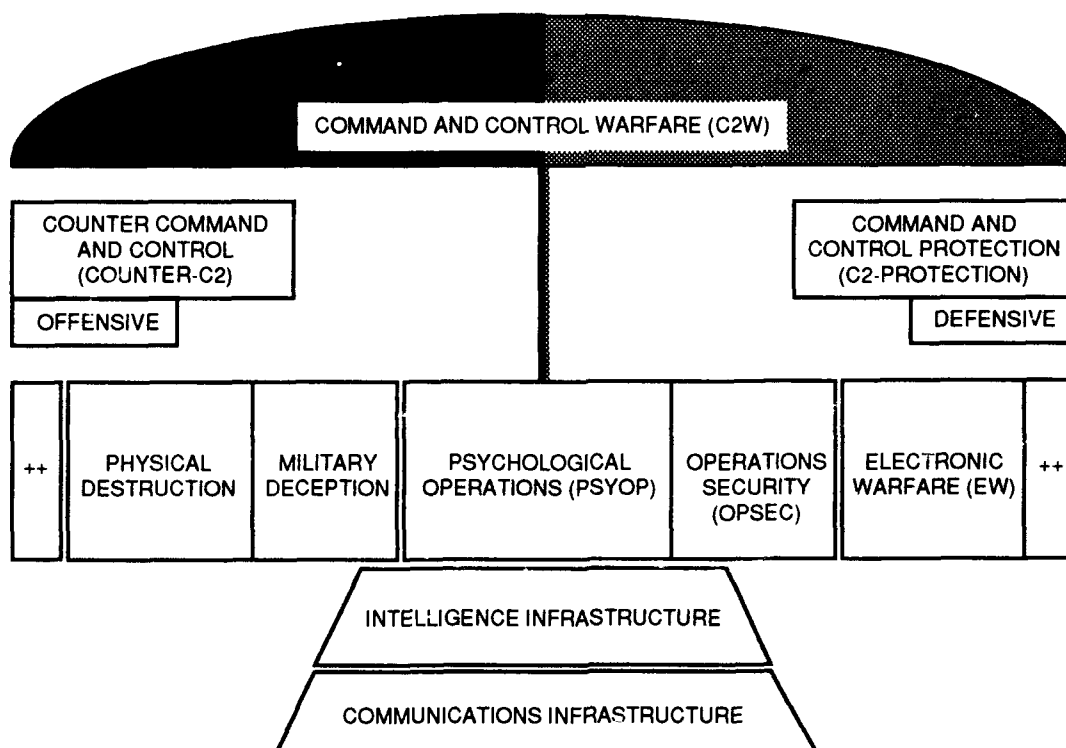 COMMAND AND CONTROL WARFARE (C2W)
COUNTER COMMAND
AND CONTROL
(COUNTER-C2)
OFFENSIVE
COMMAND AND
CONTROL PROTECTION
(C2-PROTECTION)
DEFENSIVE
++
PHYSICAL
DESTRUCTION
MILITARY
DECEPTION
PSYCHOLOGICAL
OPERATIONS (PSYOP)
OPERATIONS
SECURITY
(OPSEC)
ELECTRONIC
WARFARE (EW)
++
INTELLIGENCE INFRASTRUCTURE
COMMUNICATIONS INFRASTRUCTURE